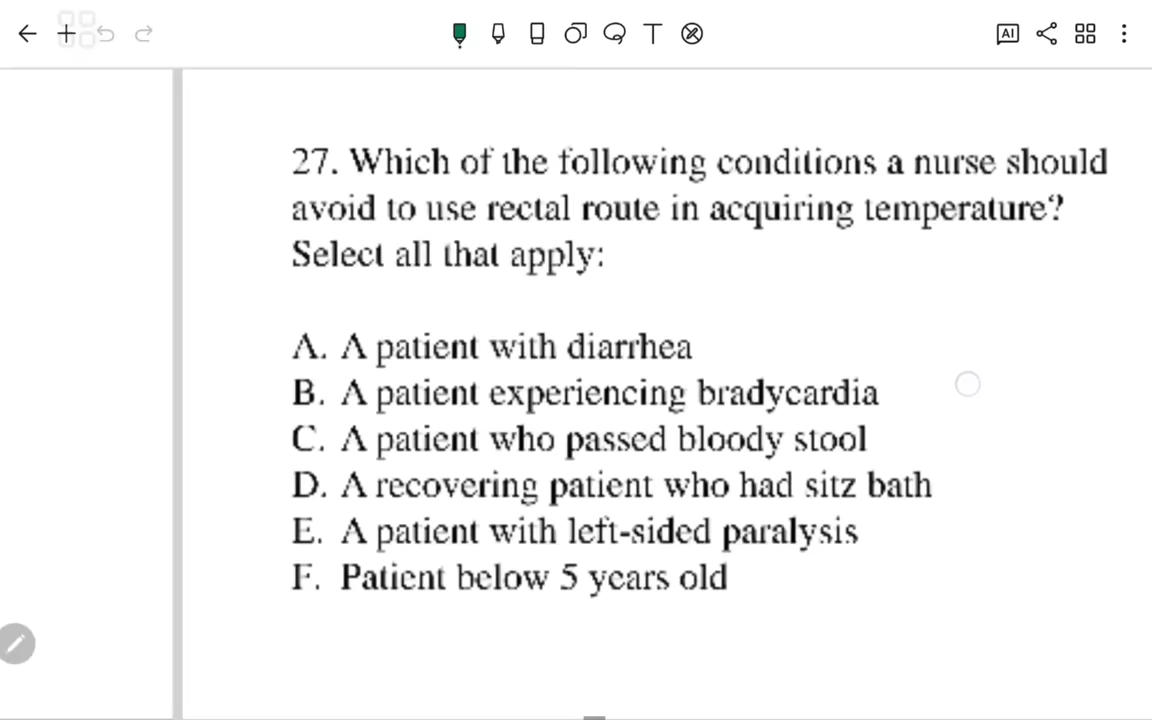 AI
T
27. Which of the following conditions a nurse should
avoid to use rectal route in acquiring temperature?
Select all that apply:
A. A patient with diarrhea
B. A patient experiencing bradycardia
C. A patient who passed bloody stool
D. A recovering patient who had sitz bath
E. A patient with left-sided paralysis
F. Patient below 5 years old